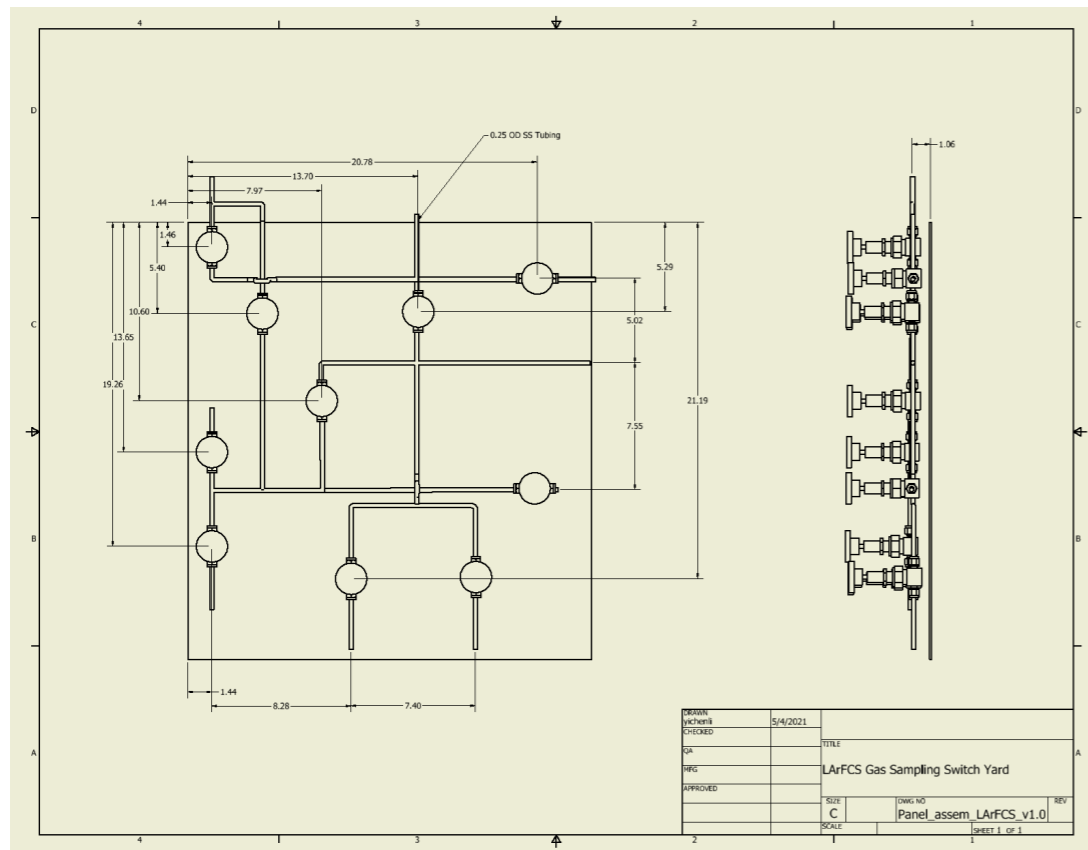 4 3 2 1
D D
0.25 OD SS Tubing
1.06
20.78
13.70
7.97
1.44
1.46
5.40
5.29
10.60
5.02
C C
13.65
19.26
21.19
7.55
B B
1.44
8.28
7.40
DRAWN
yichenli 5/4/2021
CHECKED
TITLE
QA
A A
MFG
LArFCS Gas Sampling Switch Yard
APPROVED
SIZE DWG NO REV
C Panel_assem_LArFCS_v1.0
SCALE
SHEET 1 OF 1
4 3 2 1